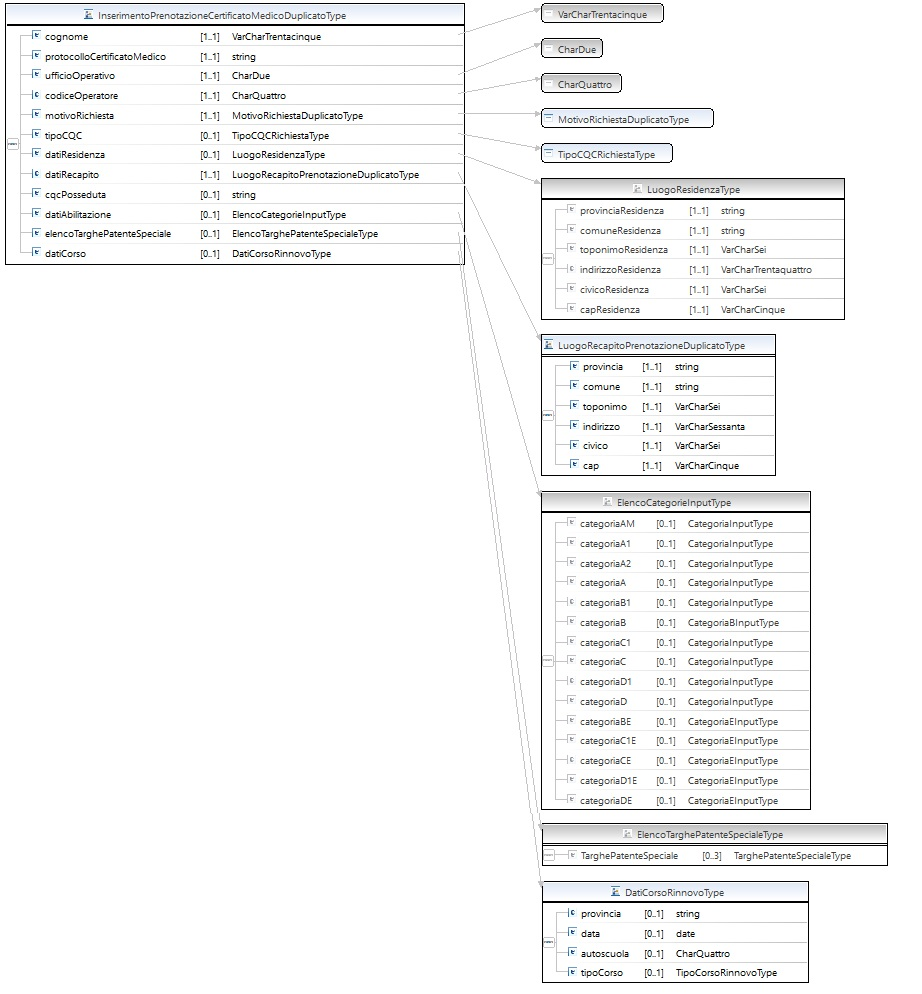 InserimentoPrenotazioneCertificatoMedicoDuplicatoType
cognome [1..1] VarCharTrentacinque
protocolloCertificatoMedico [1..1] string
ufficioOperativo [1..1] CharDue
codiceOperatore [1..1] CharQuattro
motivoRichiesta [1..1] MotivoRichiestaDuplicatoType
tipoCQC [0..1] TipoCQCRichiestaType
datiResidenza [0..1] LuogoResidenzaType
datiRecapito [1..1] LuogoRecapitoPrenotazioneDuplicatoType
cqcPosseduta [0..1] string
datiAbilitazione [0..1] ElencoCategorieInputType
elencoTarghePatenteSpeciale [0..1] ElencoTarghePatenteSpecialeType
datiCorso [0..1] DatiCorsoRinnovoType
VarCharTrentacinque
CharDue
CharQuattro
MotivoRichiestaDuplicatoType
TipoCQCRichiestaType
LuogoResidenzaType
provinciaResidenza [1..1] string
comuneResidenza [1..1] string
toponimoResidenza [1..1] VarCharSei
indirizzoResidenza [1..1] VarCharTrentaquattro
civicoResidenza [1..1] VarCharSei
capResidenza [1..1] VarCharCinque
LuogoRecapitoPrenotazioneDuplicatoType
provincia [1..1] string
comune [1..1] string
toponimo [1..1] VarCharSei
indirizzo [1..1] VarCharSessanta
civico [1..1] VarCharSei
cap [1..1] VarCharCinque
ElencoCategorieInputType
categoriaAM [0..1] CategoriaInputType
categoriaA1 [0..1] CategoriaInputType
categoriaA2 [0..1] CategoriaInputType
categoriaA [0..1] CategoriaInputType
categoriaB1 [0..1] CategoriaInputType
categoriaB [0..1] CategoriaBInputType
categoriaC1 [0..1] CategoriaInputType
categoriaC [0..1] CategoriaInputType
categoriaD1 [0..1] CategoriaInputType
categoriaD [0..1] CategoriaInputType
categoriaBE [0..1] CategoriaEInputType
categoriaC1E [0..1] CategoriaEInputType
categoriaCE [0..1] CategoriaEInputType
categoriaD1E [0..1] CategoriaEInputType
categoriaDE [0..1] CategoriaEInputType
ElencoTarghePatenteSpecialeType
TarghePatenteSpeciale [0..3] TarghePatenteSpecialeType
DatiCorsoRinnovoType
provincia [0..1] string
data [0..1] date
autoscuola [0..1] CharQuattro
tipoCorso [0..1] TipoCorsoRinnovoType